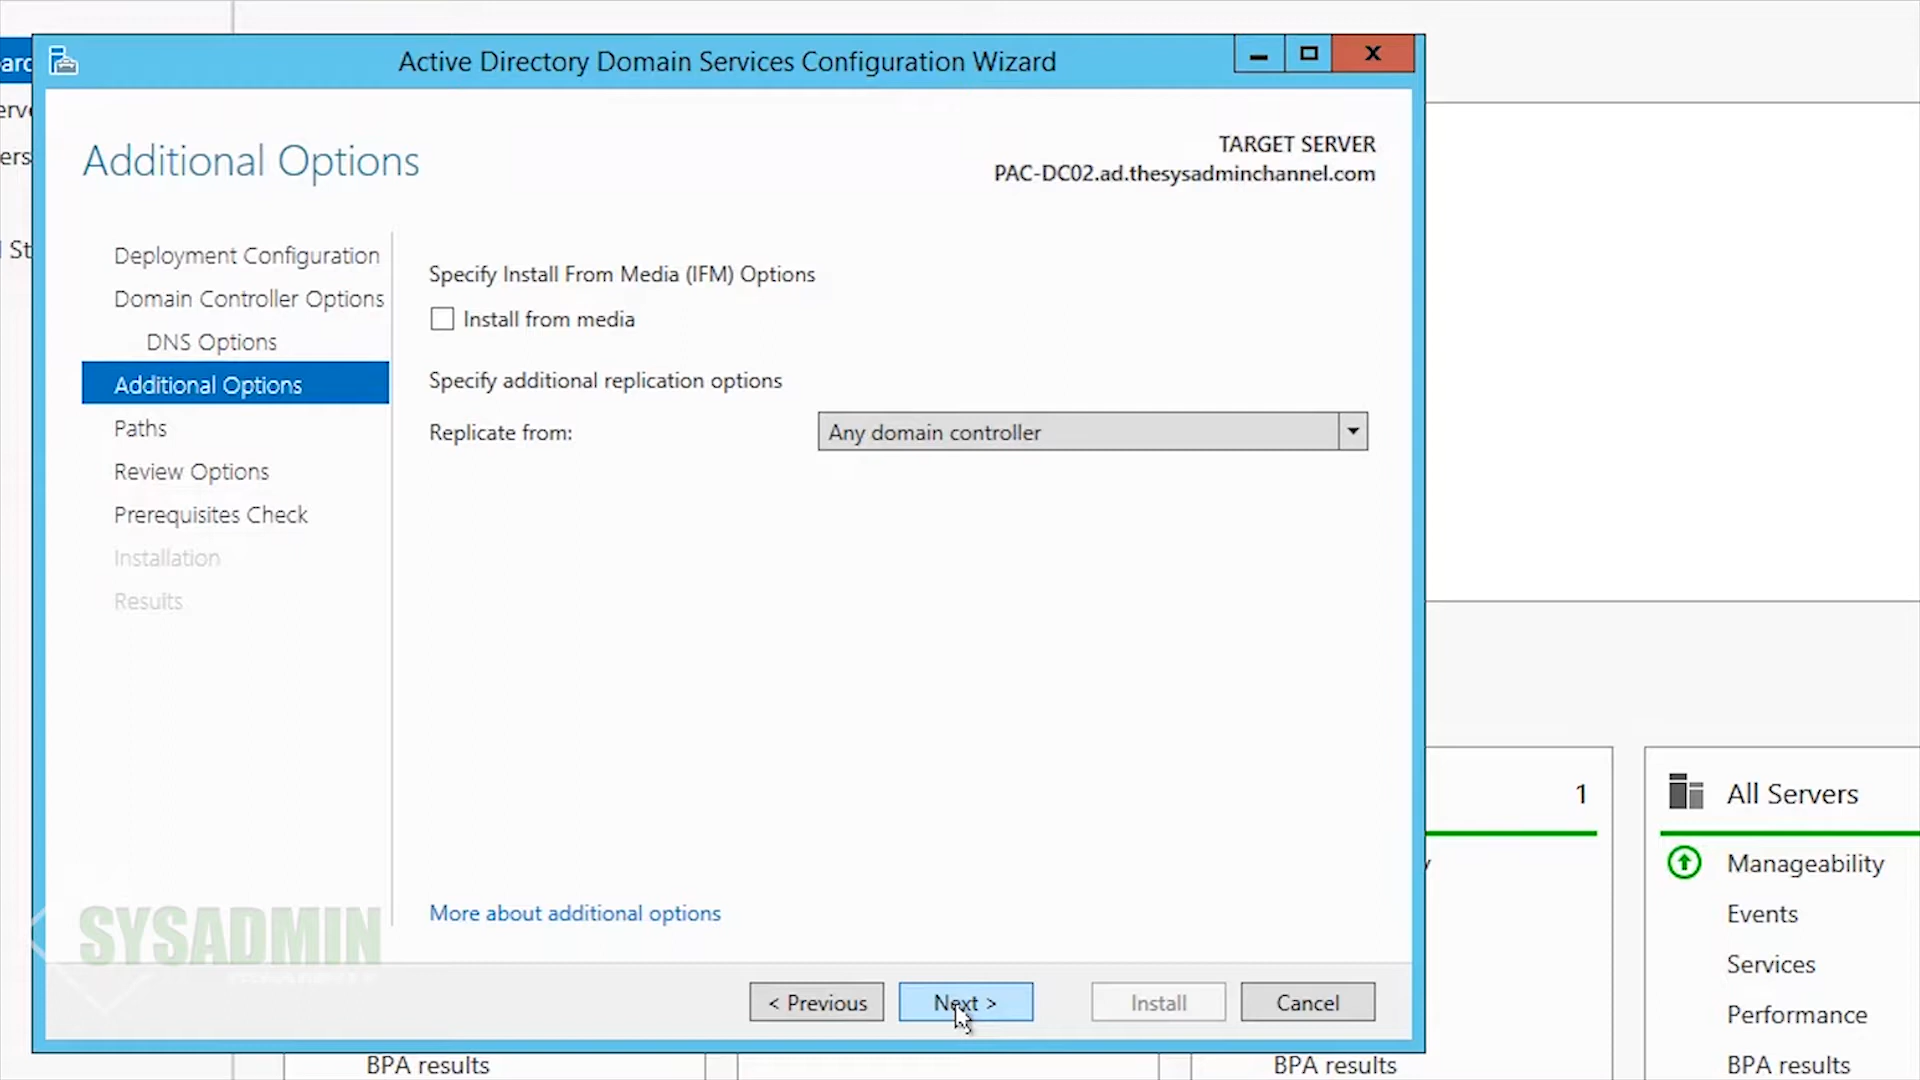 Active Directory Domain Services Configuration Wizard
X
Additional Options
TARGET SERVER
PAC-DC02.ad.thesysadminchannel.com
Deployment Configuration
Domain Controller Options
DNS Options
Additional Options
Paths
Review Options
Prerequisites Check
Installation
Results
Specify Install From Media (IFM) Options
Install from media
Specify additional replication options
Replicate from:
Any domain controller
More about additional options
SYSADMIN
< Previous
Next >
Install
Cancel
1
All Servers
Manageability
Events
Services
Performance
BPA results
BPA results
BPA results